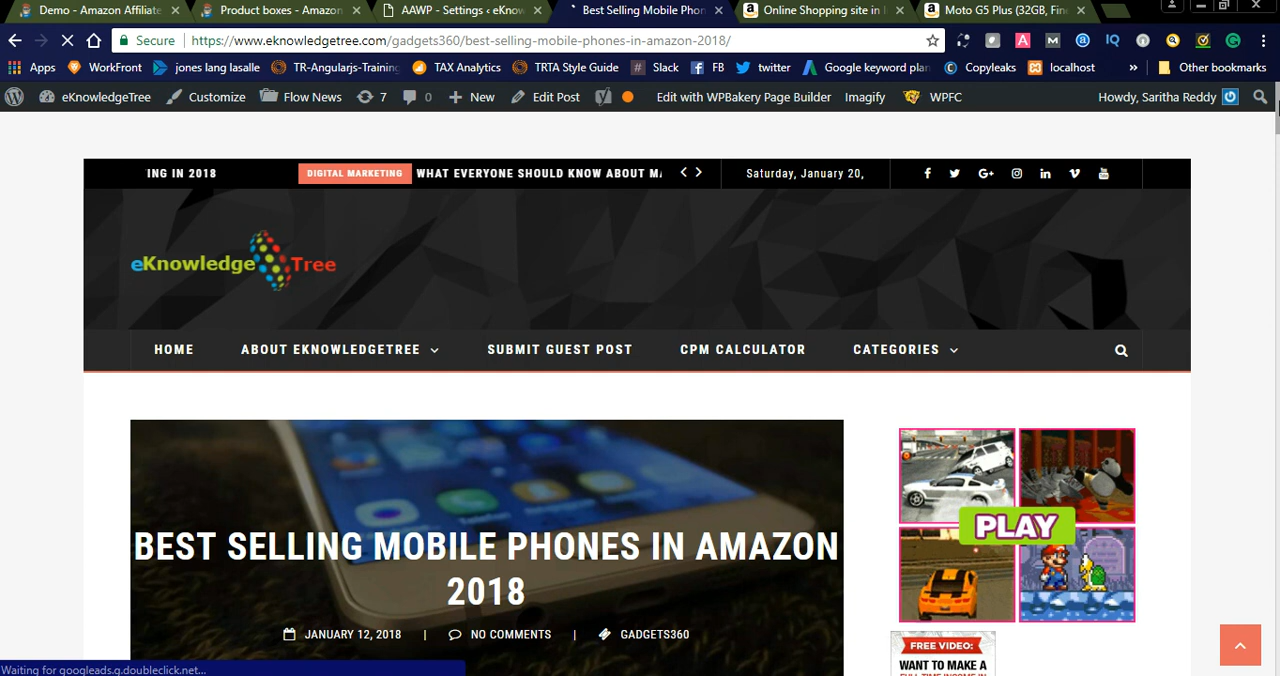 Demo - Amazon Affiliate
Product boxes - Amazon
AAWP - Settings ‹ eKnow
Best Selling Mobile Phon
Online Shopping site in
Moto G5 Plus (32GB, Fin
Secure
https://www.eknowledgetree.com/gadgets360/best-selling-mobile-phones-in-amazon-2018/
Apps
WorkFront
jones lang lasalle
TR-Angularjs-Training
TAX Analytics
TRTA Style Guide
Slack
FB
twitter
Google keyword plan
Copyleaks
localhost
»
Other bookmarks
eKnowledgeTree
Customize
Flow News
7
0
New
Edit Post
Edit with WPBakery Page Builder
Imagify
WPFC
Howdy, Saritha Reddy
ING IN 2018
DIGITAL MARKETING
WHAT EVERYONE SHOULD KNOW ABOUT MA
Saturday, January 20,
eKnowledge Tree
HOME
ABOUT EKNOWLEDGETREE
SUBMIT GUEST POST
CPM CALCULATOR
CATEGORIES
BEST SELLING MOBILE PHONES IN AMAZON
2018
JANUARY 12, 2018
|
NO COMMENTS
|
GADGETS360
PLAY
FREE VIDEO:
WANT TO MAKE A
FULL TIME INCOME IN
Waiting for googleads.g.doubleclick.net...